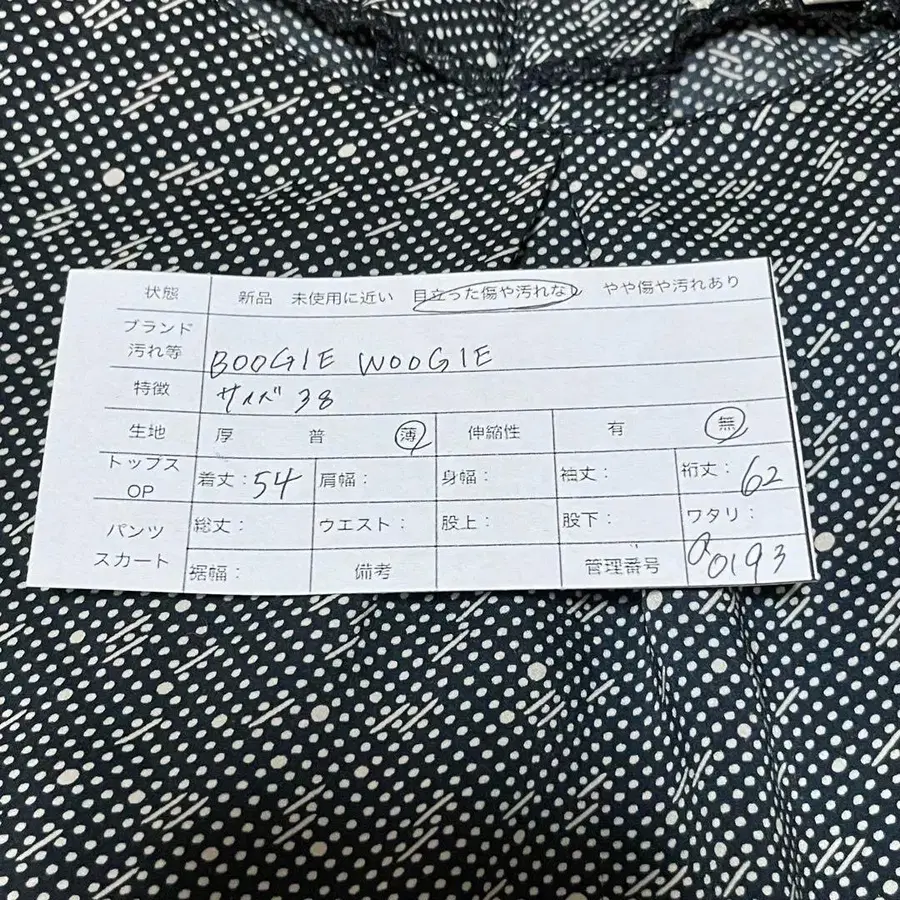 状態 新品 未使用に近い 目立った傷や汚れなし やや傷や汚れあり
ブランド
汚れ等 BOOGIE WOOGIE
特徴 サイズ 38
生地 厚 普 薄 伸縮性 有 無
トップス
OP 着丈：54 肩幅： 身幅： 袖丈： 裄丈：62
パンツ
スカート 総丈： ウエスト： 股上： 股下： ワタリ：
裾幅： 備考 管理番号 a0193